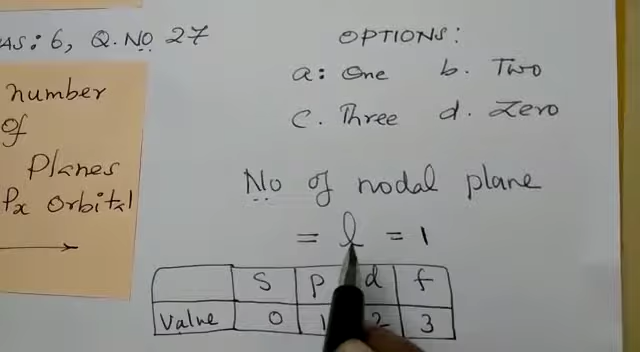 AS: 6, Q. NO 27
number
of
Planes
Px orbital
OPTIONS:
a: One b. Two
c. Three d. Zero
No of nodal plane
= l = 1
S p d f
Value 0 1 2 3